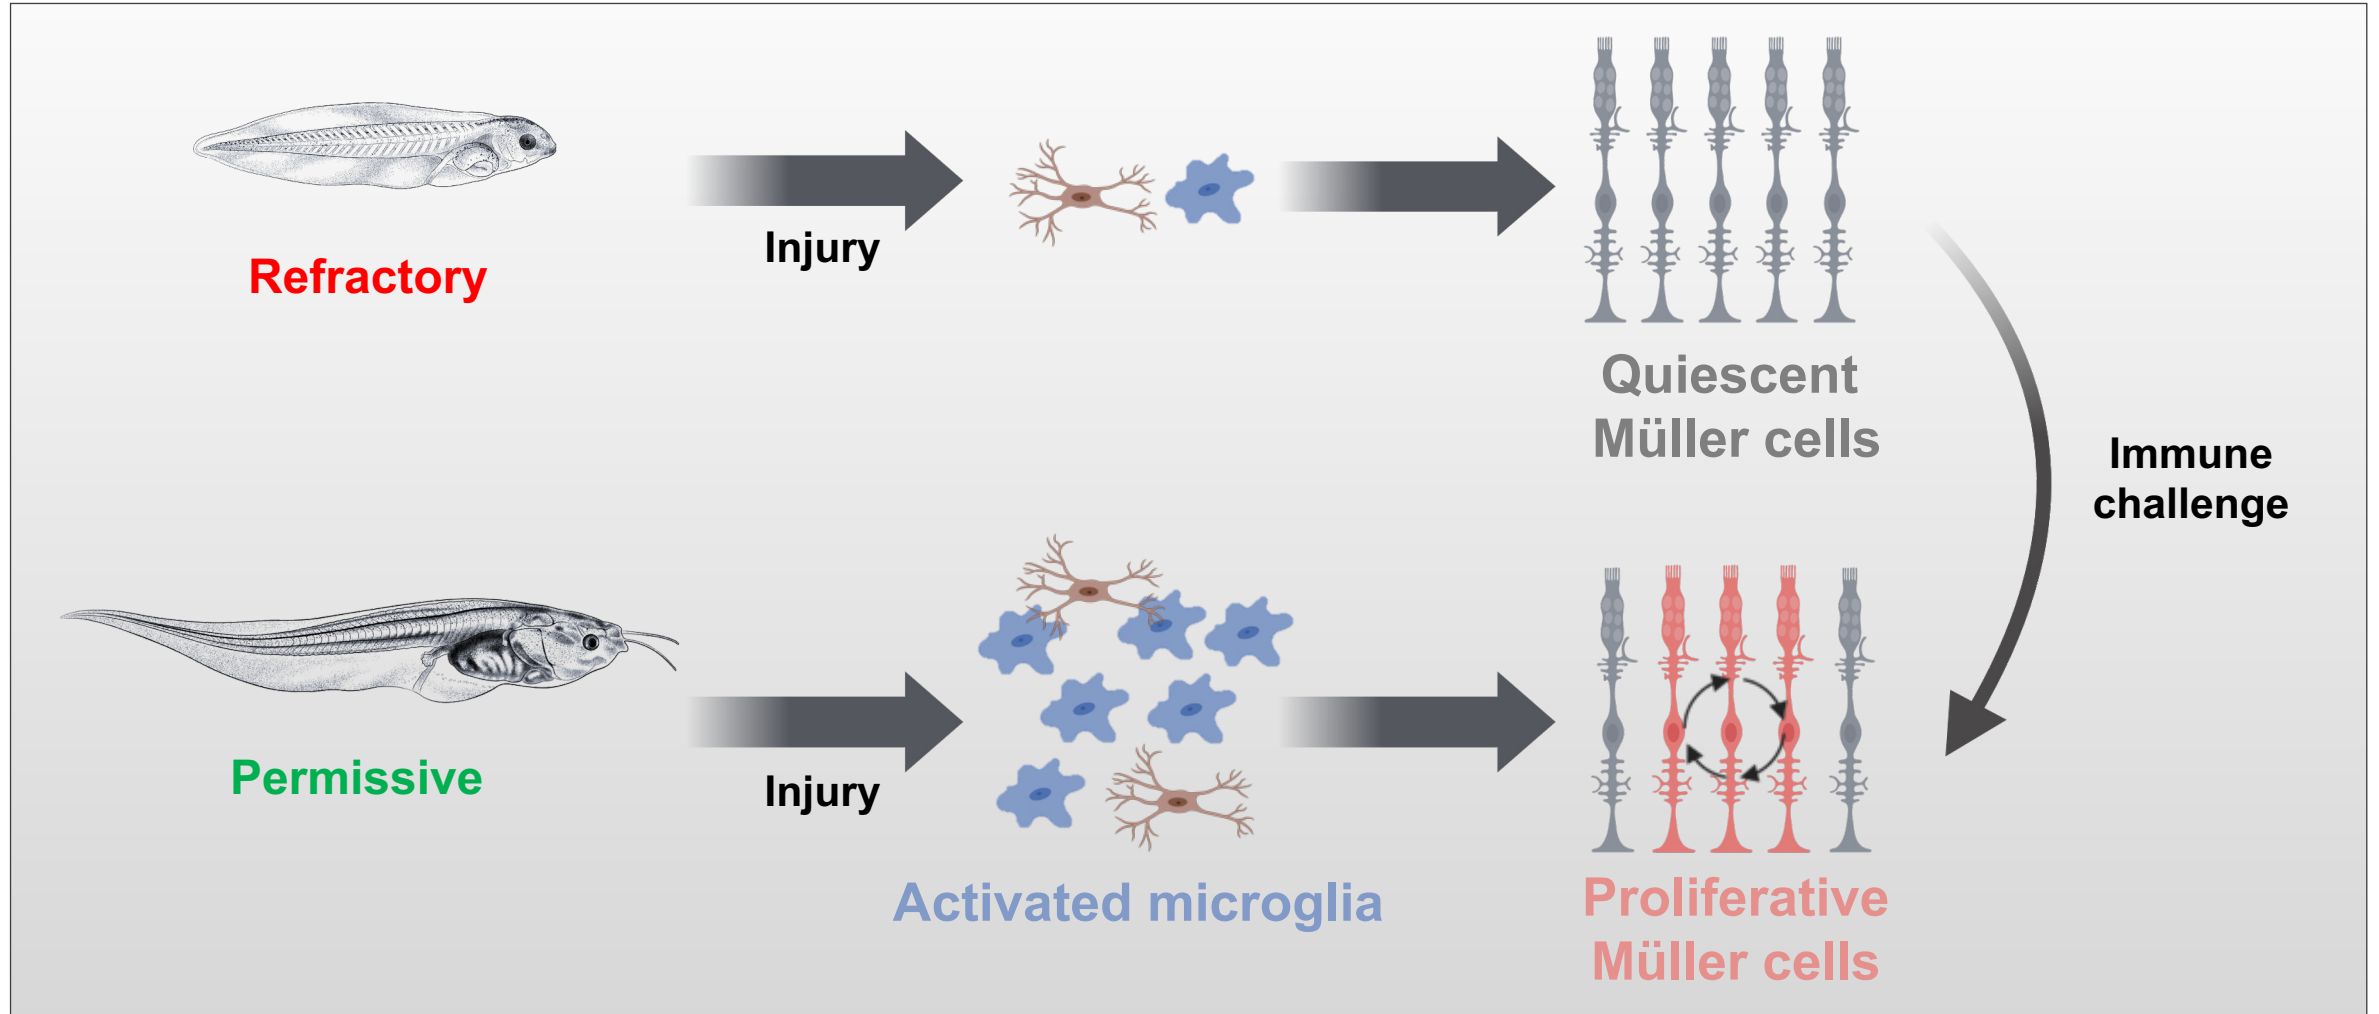 Refractory
Injury
Quiescent
Müller cells
Immune
challenge
Permissive
Injury
Activated microglia
Proliferative
Müller cells